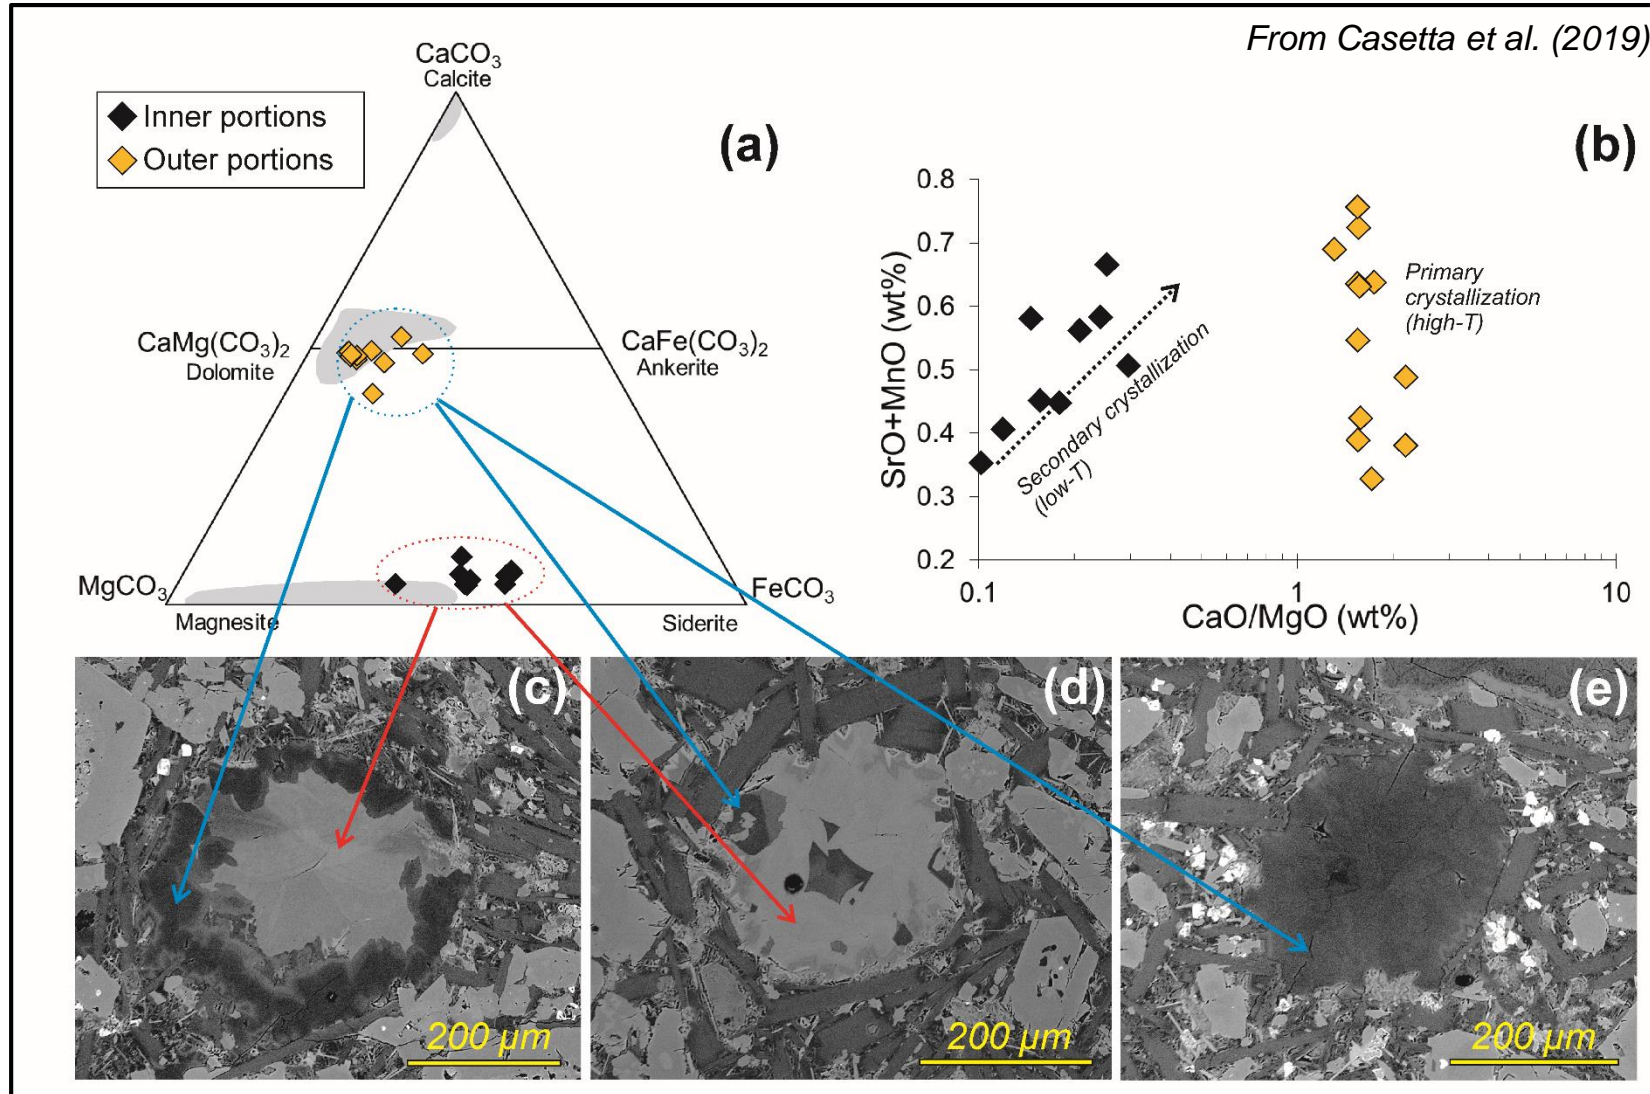 From Casetta et al. (2019)
CaCO3
Calcite
Inner portions
Outer portions
(a)
CaMg(CO3)2
Dolomite
CaFe(CO3)2
Ankerite
MgCO3
Magnesite
FeCO3
Siderite
(b)
0.8
0.7
0.6
0.5
0.4
0.3
0.2
SrO+MnO (wt%)
Primary
crystallization
(high-T)
Secondary crystallization
(low-T)
0.1
1
10
CaO/MgO (wt%)
(c)
200 µm
(d)
200 µm
(e)
200 µm